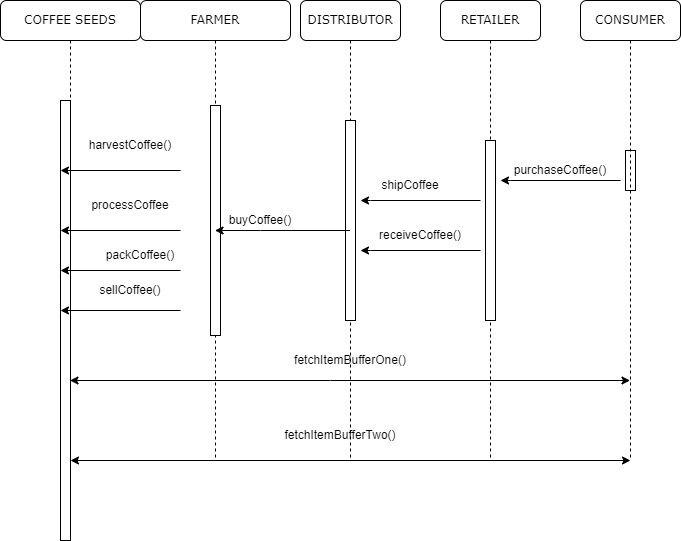 COFFEE SEEDS
FARMER
DISTRIBUTOR
RETAILER
CONSUMER
harvestCoffee()
purchaseCoffee()
shipCoffee
processCoffee
buyCoffee()
receiveCoffee()
packCoffee()
sellCoffee()
fetchItemBufferOne()
fetchItemBufferTwo()